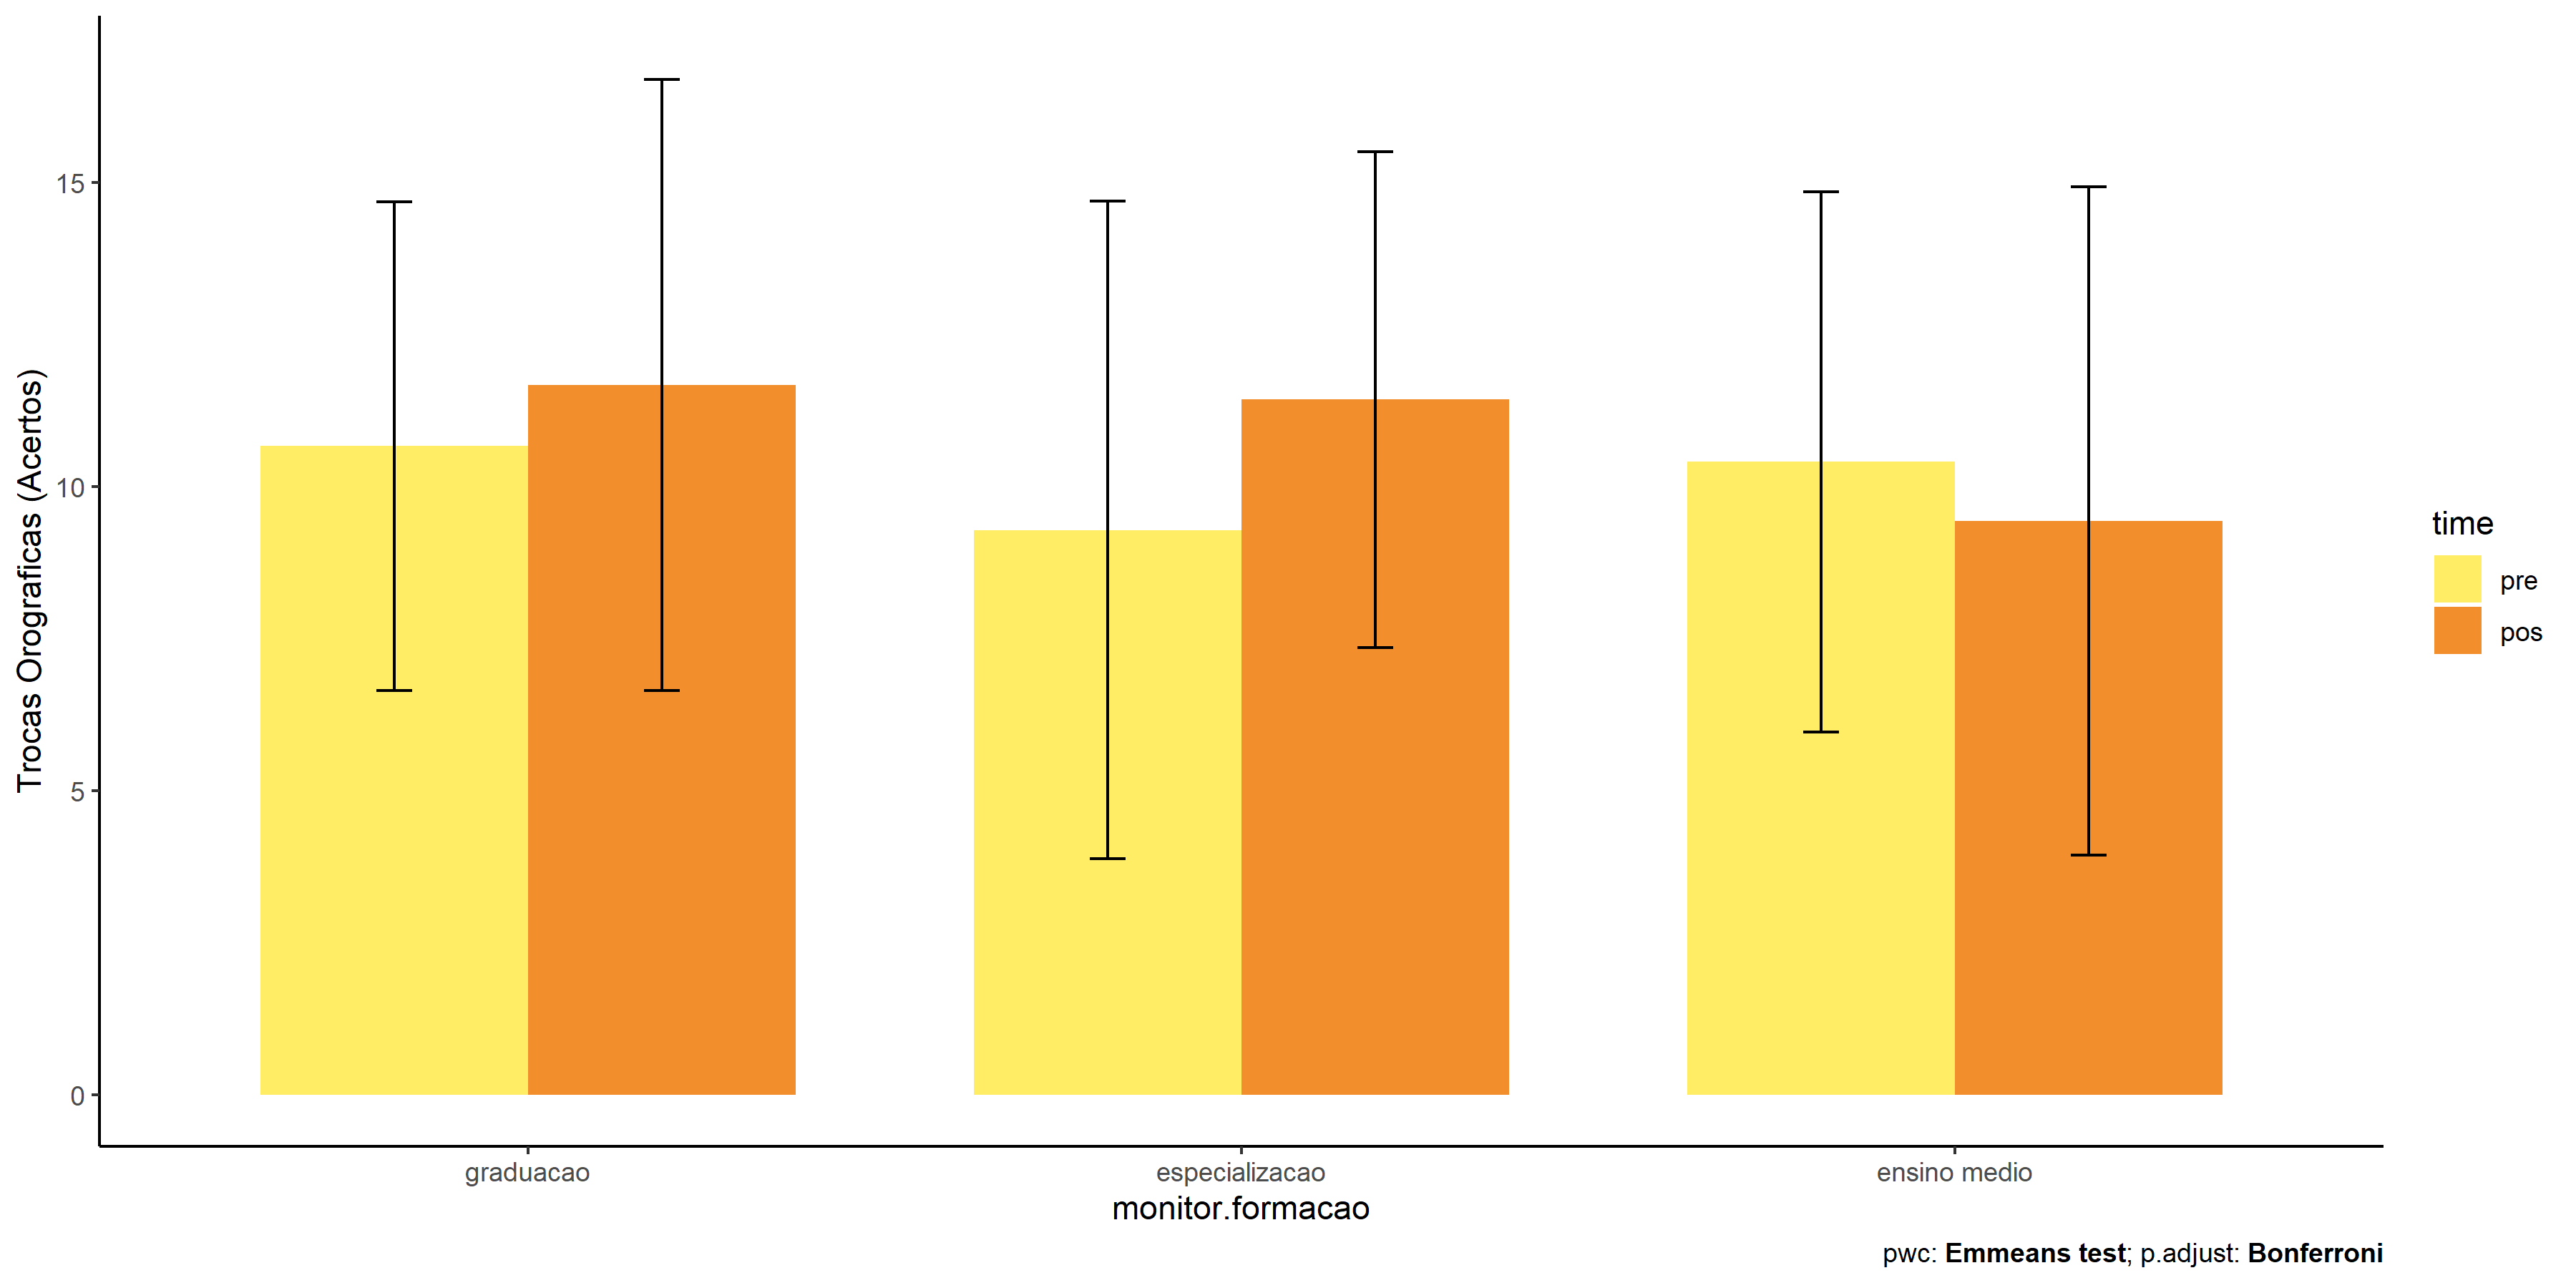 Trocas Orograficas (Acertos)
15
10
5
0
graduacao
especializacao
ensino medio
monitor.formacao
time
pre
pos
pwc: Emmeans test; p.adjust: Bonferroni